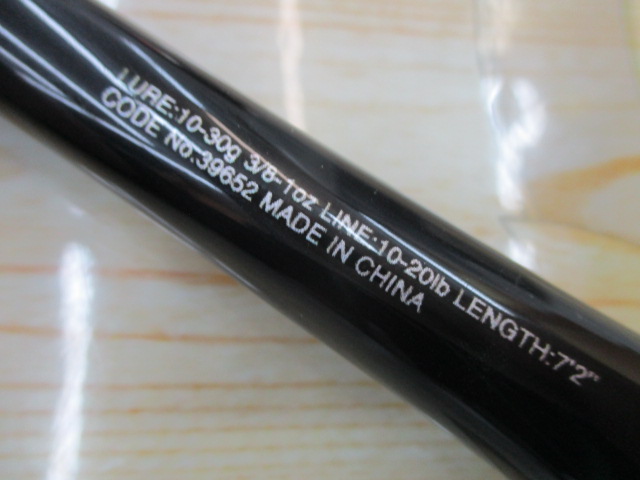 LURE:10-30g 3/8-1oz LINE:10-20lb LENGTH:7'2"
CODE No.39652 MADE IN CHINA